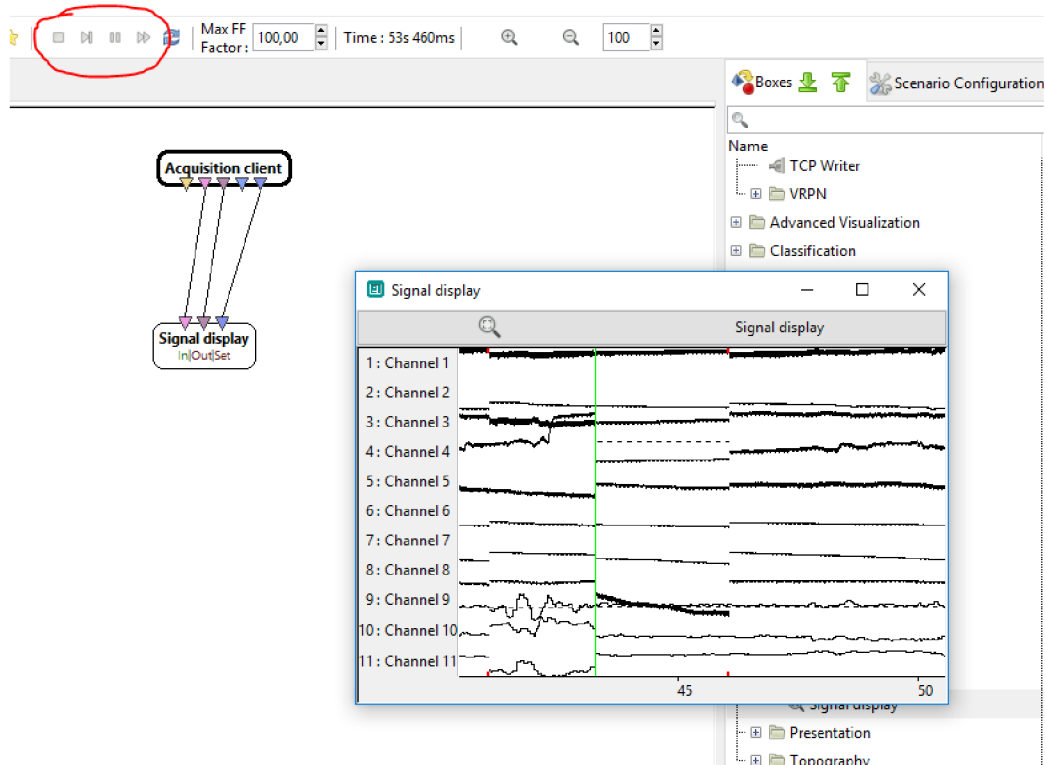 Max FF
Factor : 100,00 Time : 53s 460ms 100
Boxes Scenario Configuration
Name
TCP Writer
VRPN
Advanced Visualization
Classification
Acquisition client
Signal display
In|Out|Set
Signal display
Signal display
1 : Channel 1
2 : Channel 2
3 : Channel 3
4 : Channel 4
5 : Channel 5
6 : Channel 6
7 : Channel 7
8 : Channel 8
9 : Channel 9
10 : Channel 10
11 : Channel 11
45 50
Signal display
Presentation
Topography